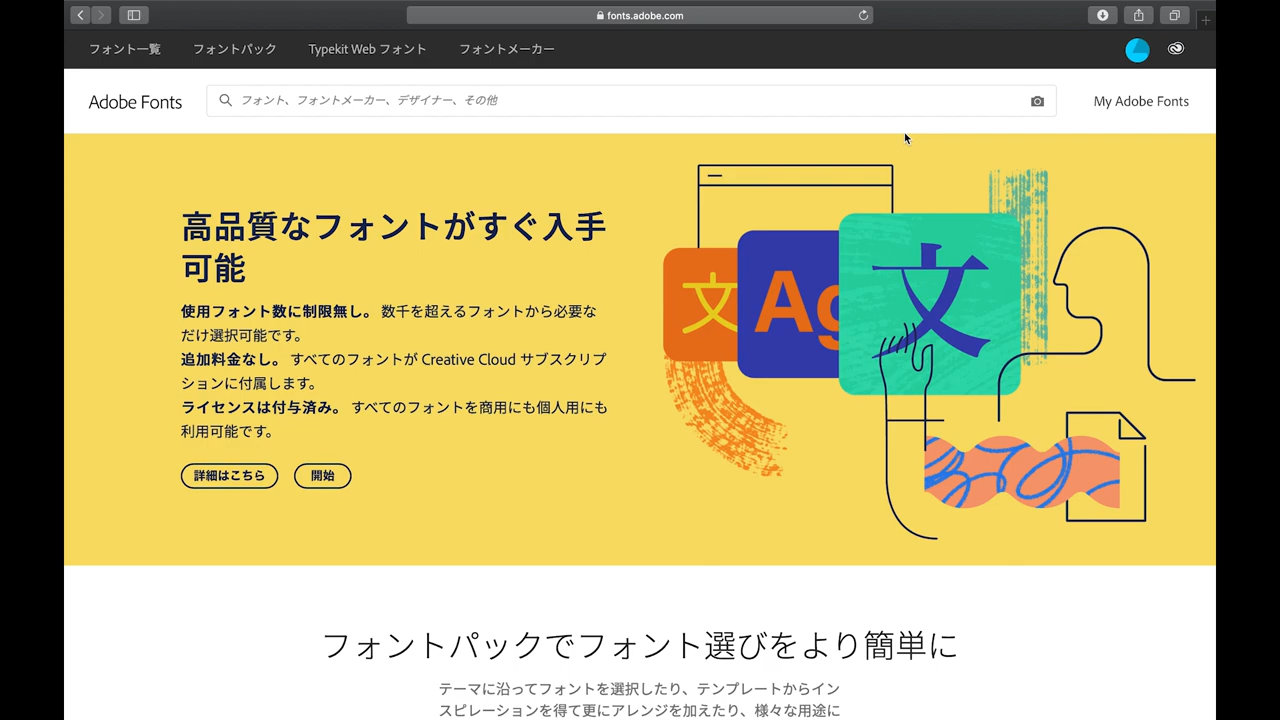 fonts.adobe.com
フォント一覧 フォントパック Typekit Web フォント フォントメーカー
Adobe Fonts フォント、フォントメーカー、デザイナー、その他 My Adobe Fonts
高品質なフォントがすぐ入手
可能
使用フォント数に制限無し。 数千を超えるフォントから必要な
だけ選択可能です。
追加料金なし。 すべてのフォントが Creative Cloud サブスクリプ
ションに付属します。
ライセンスは付与済み。 すべてのフォントを商用にも個人用にも
利用可能です。
詳細はこちら 開始
文 Ag 文
フォントパックでフォント選びをより簡単に
テーマに沿ってフォントを選択したり、テンプレートからイン
スピレーションを得て更にアレンジを加えたり、様々な用途に